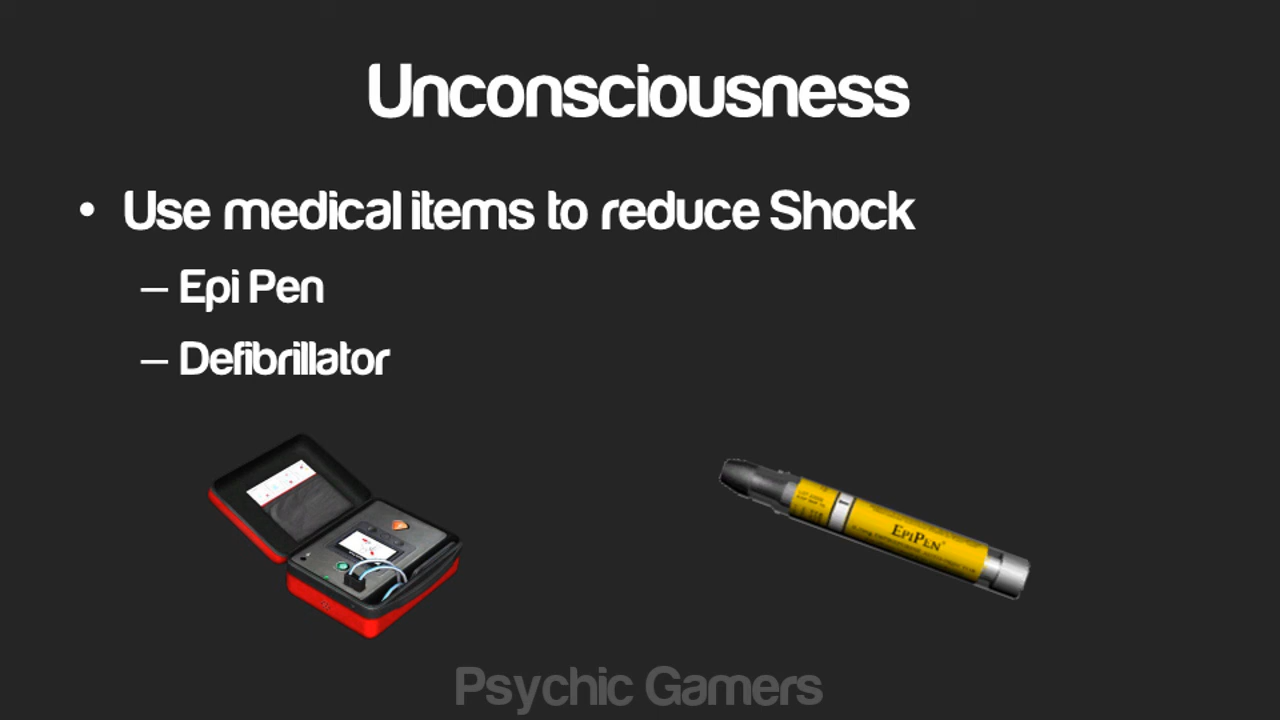 Unconsciousness
• Use medical items to reduce Shock
– Epi Pen
– Defibrillator
EPIPEN®
Psychic Gamers